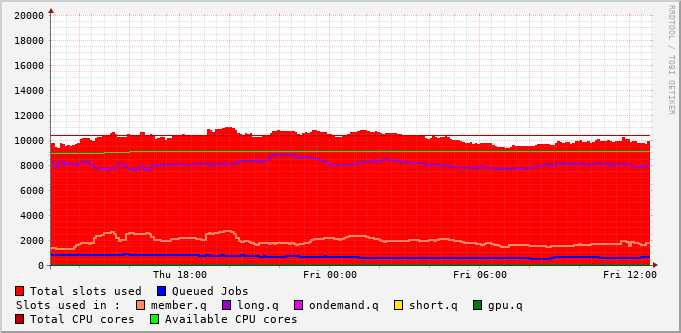 20000
18000
16000
14000
12000
10000
8000
6000
4000
2000
0
Thu 18:00 Fri 00:00 Fri 06:00 Fri 12:00
RRDTOOL / TOBI OETIKER
Total slots used Queued Jobs
Slots used in : member.q long.q ondemand.q short.q gpu.q
Total CPU cores Available CPU cores